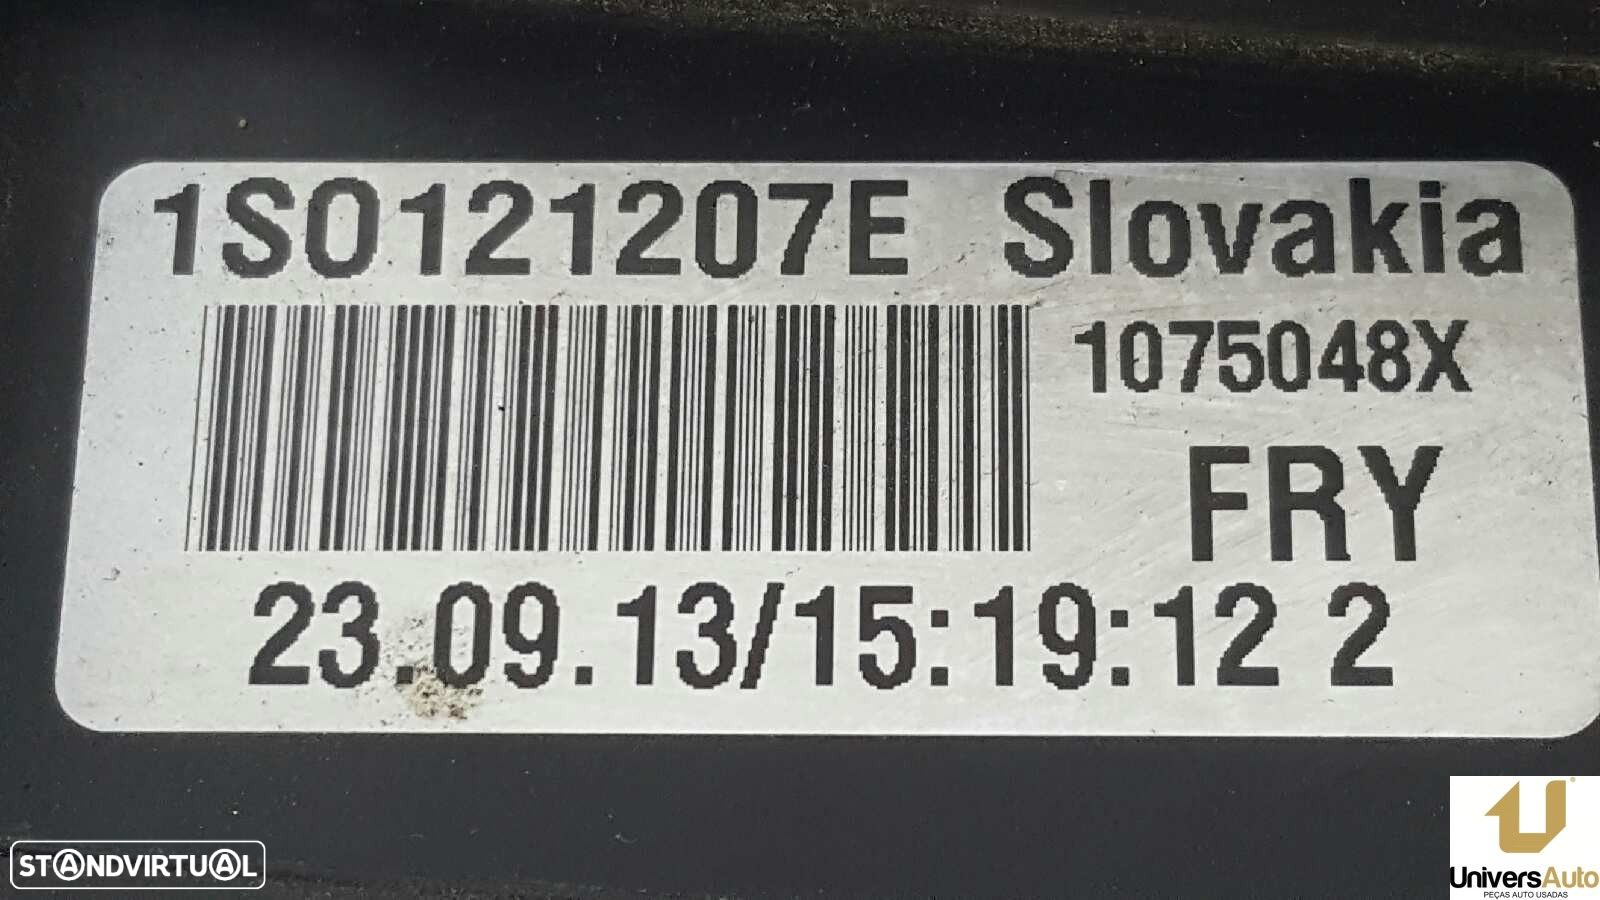 1S0121207E Slovakia
1075048X
FRY
23.09.13/15:19:12 2
STANDVIRTUAL
UniversAuto
PEÇAS AUTO USADAS